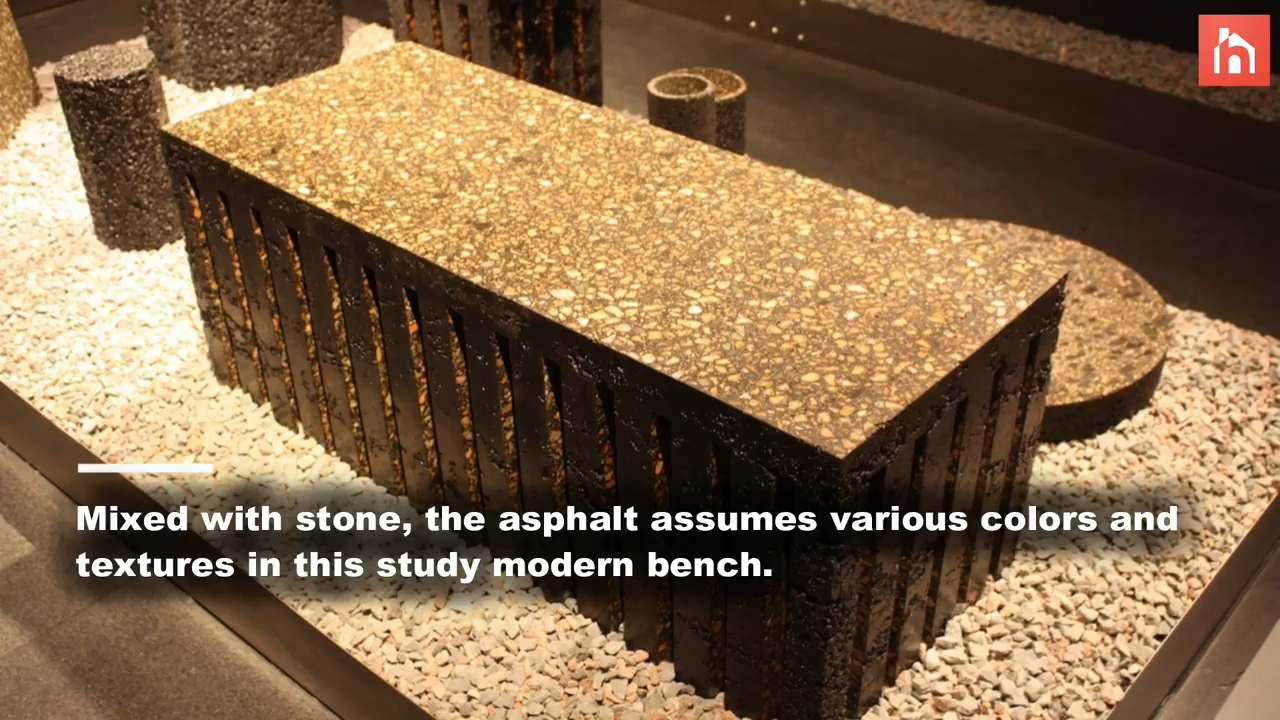 Mixed with stone, the asphalt assumes various colors and
textures in this study modern bench.